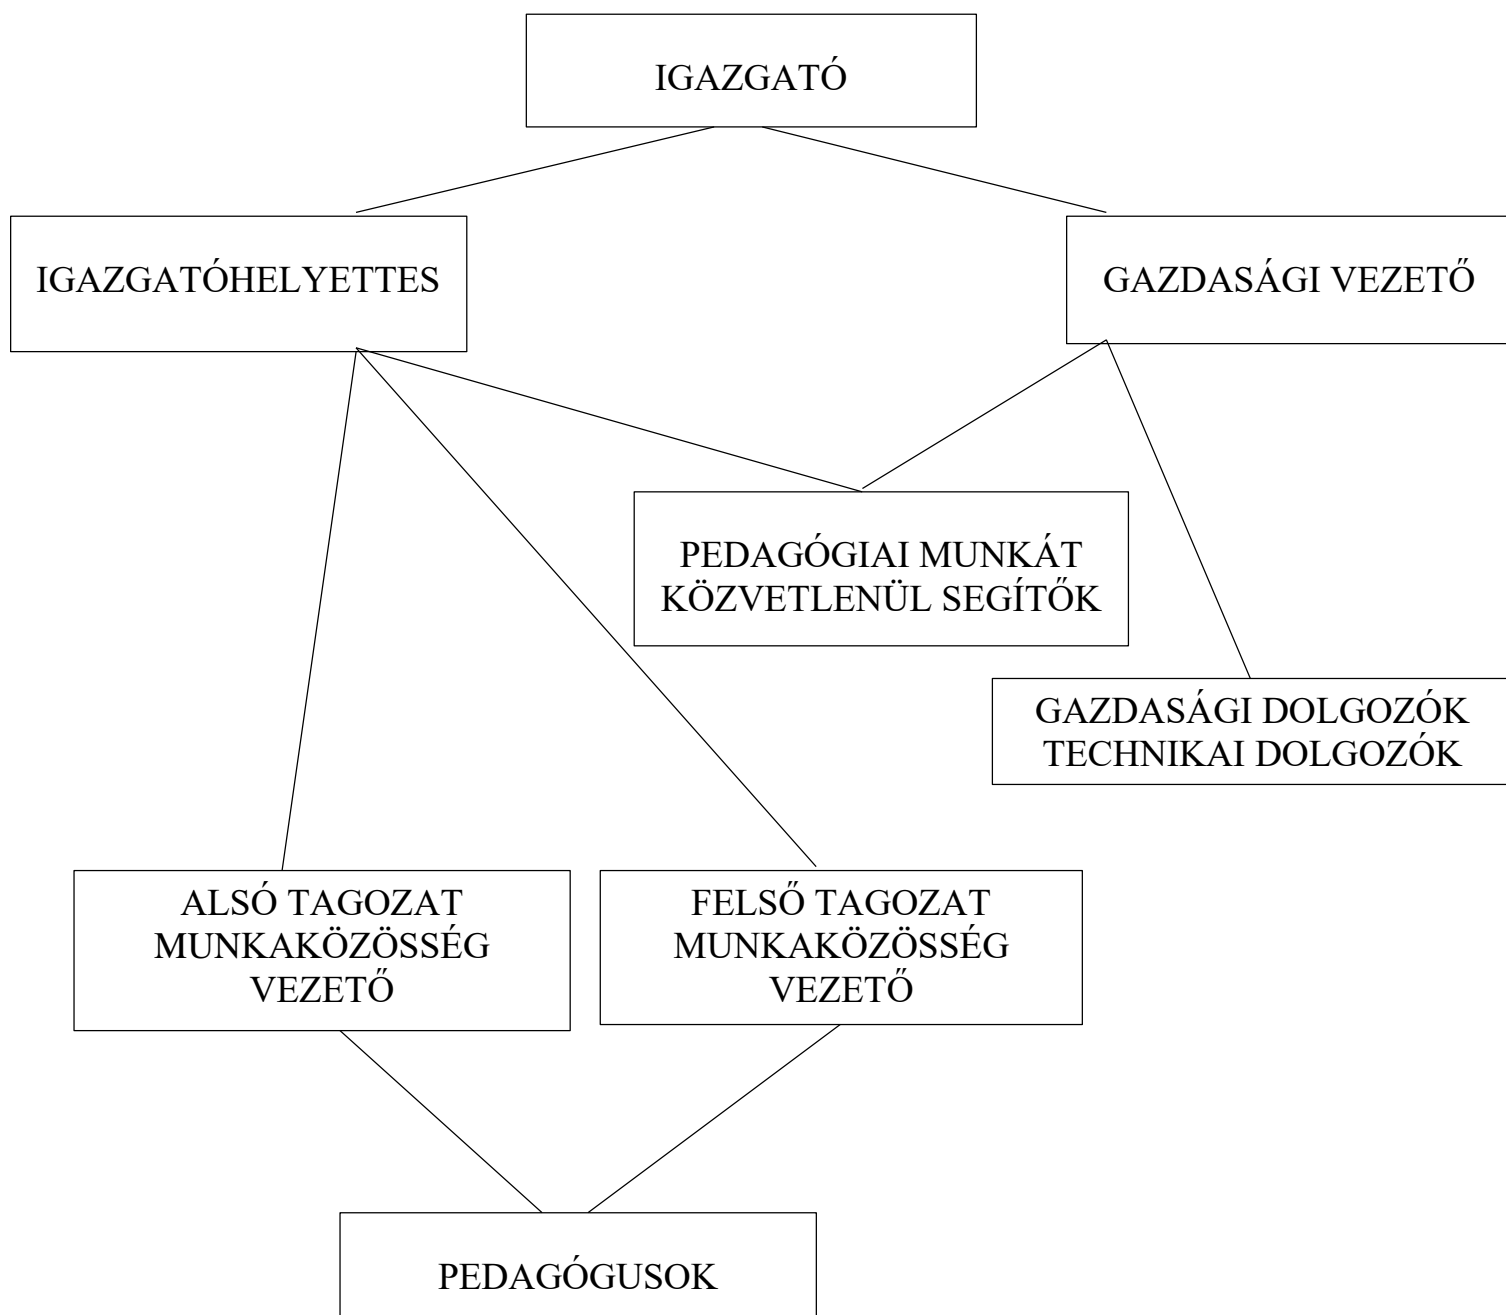 IGAZGATÓ
IGAZGATÓHELYETTES
GAZDASÁGI VEZETŐ
PEDAGÓGIAI MUNKÁT
KÖZVETLENÜL SEGÍTŐK
GAZDASÁGI DOLGOZÓK
TECHNIKAI DOLGOZÓK
ALSÓ TAGOZAT
MUNKAKÖZÖSSÉG
VEZETŐ
FELSŐ TAGOZAT
MUNKAKÖZÖSSÉG
VEZETŐ
PEDAGÓGUSOK